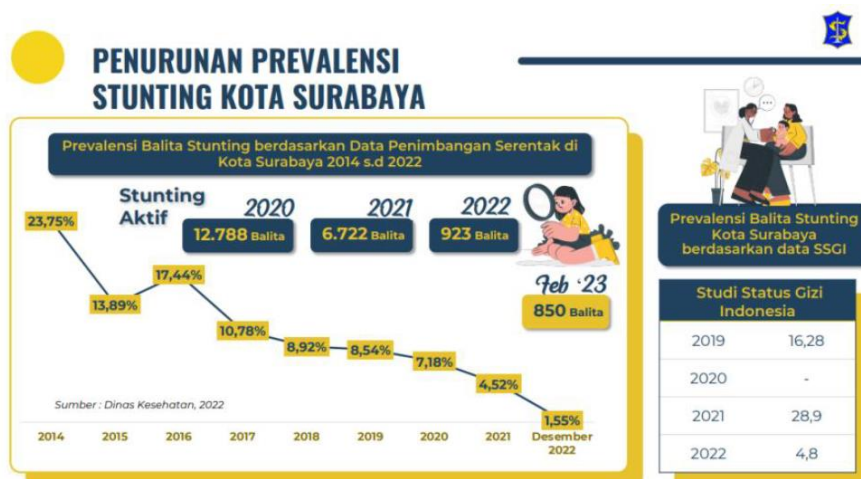 PENURUNAN PREVALENSI
STUNTING KOTA SURABAYA
Prevalensi Balita Stunting berdasarkan Data Penimbangan Serentak di
Kota Surabaya 2014 s.d 2022
Stunting
Aktif
2020
12.788 Balita
2021
6.722 Balita
2022
923 Balita
Feb '23
850 Balita
23,75%
13,89%
17,44%
10,78%
8,92%
8,54%
7,18%
4,52%
1,55%
Sumber : Dinas Kesehatan, 2022
2014 2015 2016 2017 2018 2019 2020 2021 Desember
2022
Prevalensi Balita Stunting
Kota Surabaya
berdasarkan data SSGI
Studi Status Gizi
Indonesia
2019 16,28
2020 -
2021 28,9
2022 4,8